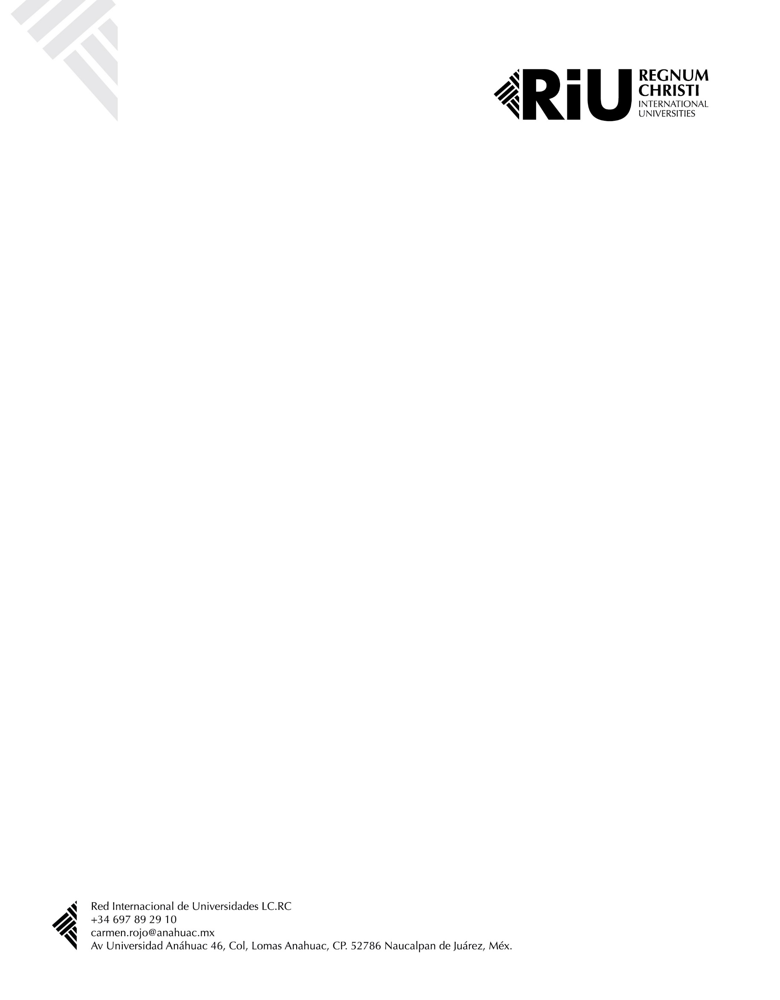 RiU
REGNUM
CHRISTI
INTERNATIONAL
UNIVERSITIES
Red Internacional de Universidades LC.RC
+34 697 89 29 10
carmen.rojo@anahuac.mx
Av Universidad Anáhuac 46, Col, Lomas Anahuac, CP. 52786 Naucalpan de Juárez, Méx.